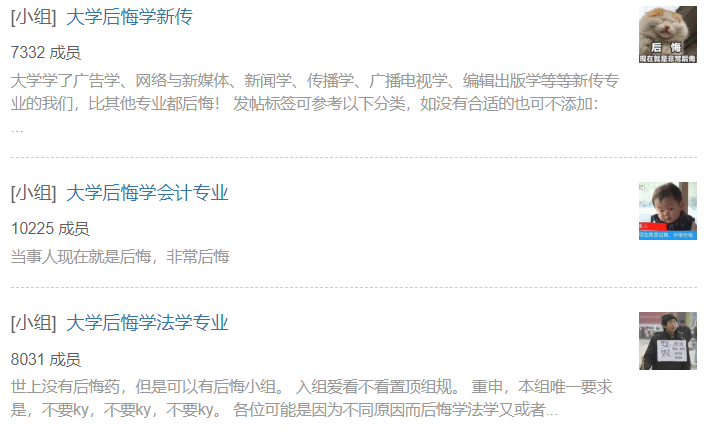 [小组] 大学后悔学新传
7332 成员
大学学了广告学、网络与新媒体、新闻学、传播学、广播电视学、编辑出版学等等新传专
业的我们，比其他专业都后悔！ 发帖标签可参考以下分类，如没有合适的也可不添加：
...
后 悔
现在就是非常后悔
[小组] 大学后悔学会计专业
10225 成员
当事人现在就是后悔，非常后悔
[小组] 大学后悔学法学专业
8031 成员
世上没有后悔药，但是可以有后悔小组。 入组爱看不看置顶组规。 重申，本组唯一要求
是，不要ky，不要ky，不要ky。 各位可能是因为不同原因而后悔学法学又或者...